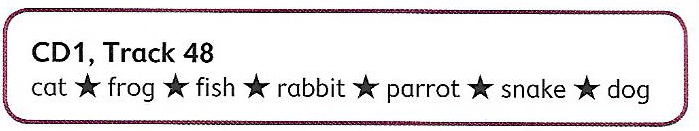 CD1, Track 48
cat ★ frog ★ fish ★ rabbit ★ parrot ★ snake ★ dog